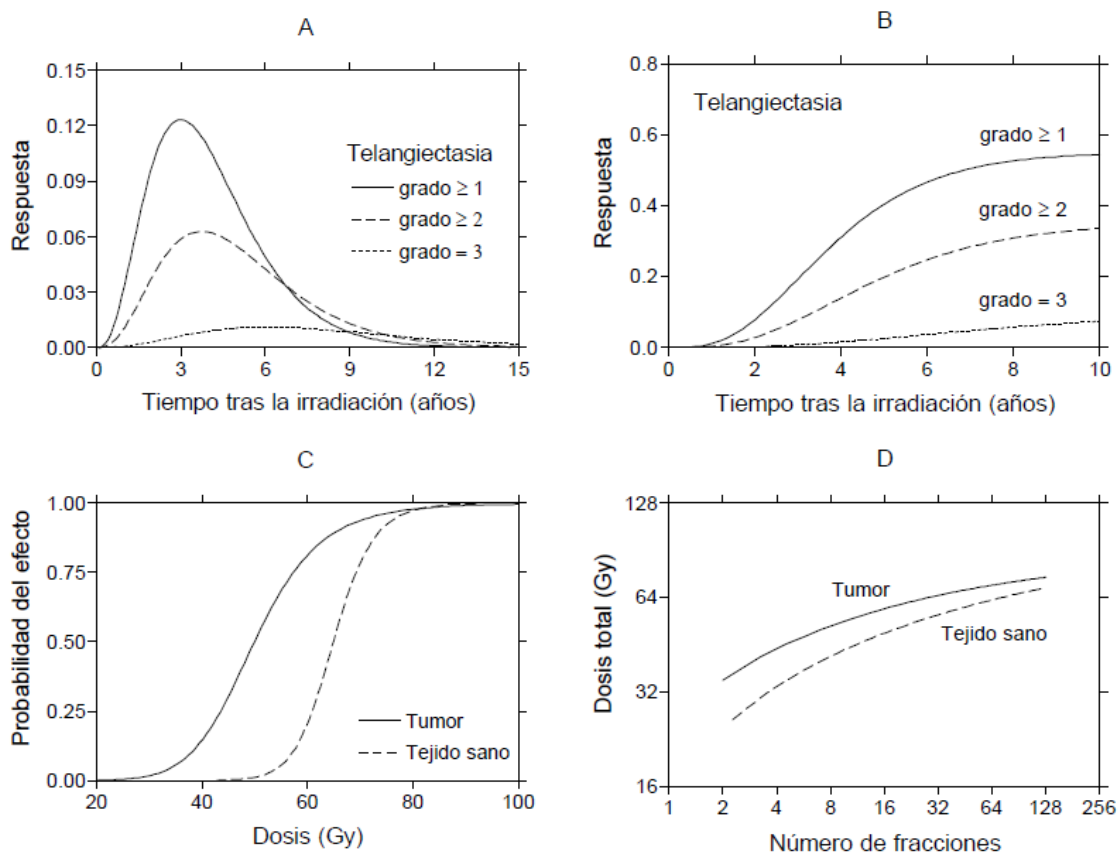 A
0.15
0.12
0.09
0.06
0.03
0.00
Respuesta
Telangiectasia
grado ≥ 1
grado ≥ 2
grado = 3
0 3 6 9 12 15
Tiempo tras la irradiación (años)
B
0.8
0.6
0.4
0.2
0.0
Respuesta
Telangiectasia
grado ≥ 1
grado ≥ 2
grado = 3
0 2 4 6 8 10
Tiempo tras la irradiación (años)
C
1.00
0.75
0.50
0.25
0.00
Probabilidad del efecto
Tumor
Tejido sano
20 40 60 80 100
Dosis (Gy)
D
128
64
32
16
Dosis total (Gy)
Tumor
Tejido sano
1 2 4 8 16 32 64 128 256
Número de fracciones